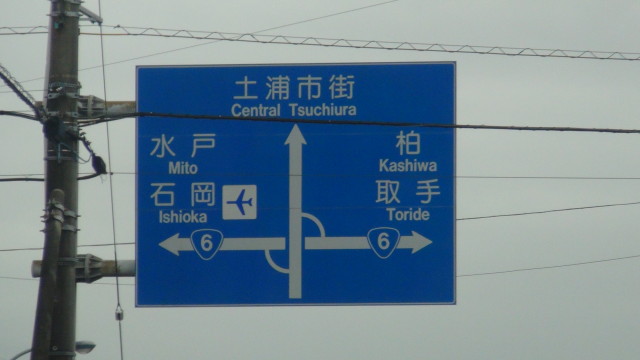 土浦市街
Central Tsuchiura
水戸
Mito
石岡
Ishioka
6
柏
Kashiwa
取手
Toride
6